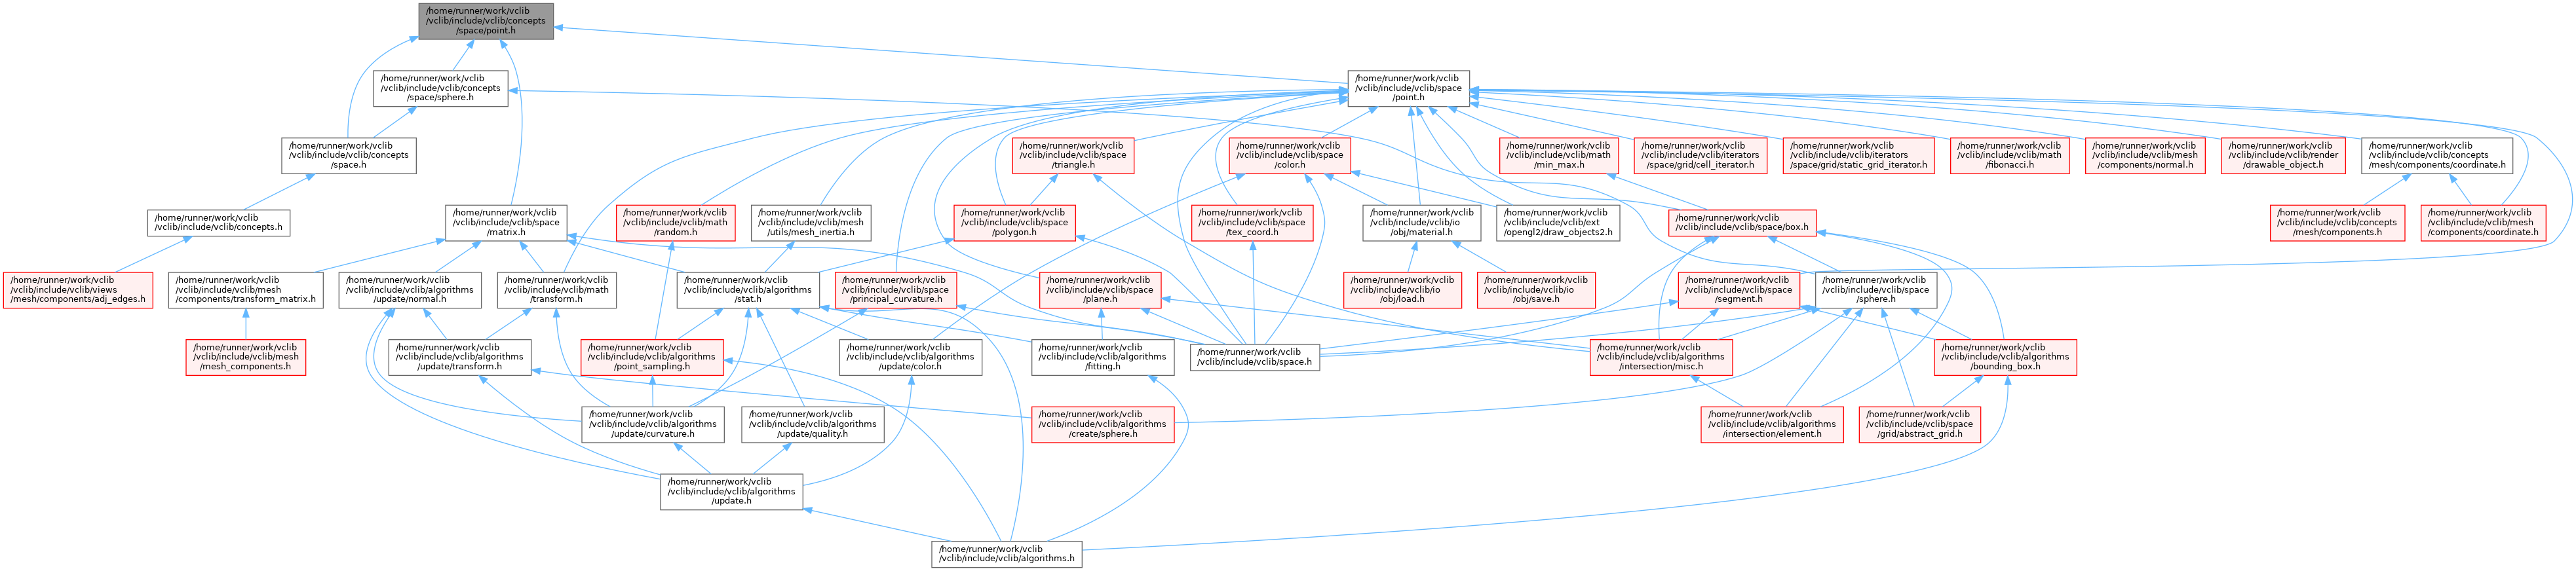 /home/runner/work/vclib
/vclib/include/vclib/concepts
/space/point.h
/home/runner/work/vclib
/vclib/include/vclib/concepts
/space/sphere.h
/home/runner/work/vclib
/vclib/include/vclib/space
/point.h
/home/runner/work/vclib
/vclib/include/vclib/concepts
/space.h
/home/runner/work/vclib
/vclib/include/vclib/space
/triangle.h
/home/runner/work/vclib
/vclib/include/vclib/space
/color.h
/home/runner/work/vclib
/vclib/include/vclib/math
/min_max.h
/home/runner/work/vclib
/vclib/include/vclib/iterators
/space/grid/cell_iterator.h
/home/runner/work/vclib
/vclib/include/vclib/iterators
/space/grid/static_grid_iterator.h
/home/runner/work/vclib
/vclib/include/vclib/math
/fibonacci.h
/home/runner/work/vclib
/vclib/include/vclib/mesh
/components/normal.h
/home/runner/work/vclib
/vclib/include/vclib/render
/drawable_object.h
/home/runner/work/vclib
/vclib/include/vclib/concepts
/mesh/components/coordinate.h
/home/runner/work/vclib
/vclib/include/vclib/concepts.h
/home/runner/work/vclib
/vclib/include/vclib/space
/matrix.h
/home/runner/work/vclib
/vclib/include/vclib/math
/random.h
/home/runner/work/vclib
/vclib/include/vclib/mesh
/utils/mesh_inertia.h
/home/runner/work/vclib
/vclib/include/vclib/space
/polygon.h
/home/runner/work/vclib
/vclib/include/vclib/space
/tex_coord.h
/home/runner/work/vclib
/vclib/include/vclib/io
/obj/material.h
/home/runner/work/vclib
/vclib/include/vclib/ext
/opengl2/draw_objects2.h
/home/runner/work/vclib
/vclib/include/vclib/space/box.h
/home/runner/work/vclib
/vclib/include/vclib/concepts
/mesh/components.h
/home/runner/work/vclib
/vclib/include/vclib/mesh
/components/coordinate.h
/home/runner/work/vclib
/vclib/include/vclib/views
/mesh/components/adj_edges.h
/home/runner/work/vclib
/vclib/include/vclib/mesh
/components/transform_matrix.h
/home/runner/work/vclib
/vclib/include/vclib/algorithms
/update/normal.h
/home/runner/work/vclib
/vclib/include/vclib/math
/transform.h
/home/runner/work/vclib
/vclib/include/vclib/algorithms
/stat.h
/home/runner/work/vclib
/vclib/include/vclib/space
/principal_curvature.h
/home/runner/work/vclib
/vclib/include/vclib/space
/plane.h
/home/runner/work/vclib
/vclib/include/vclib/io
/obj/load.h
/home/runner/work/vclib
/vclib/include/vclib/io
/obj/save.h
/home/runner/work/vclib
/vclib/include/vclib/space
/segment.h
/home/runner/work/vclib
/vclib/include/vclib/space
/sphere.h
/home/runner/work/vclib
/vclib/include/vclib/mesh
/mesh_components.h
/home/runner/work/vclib
/vclib/include/vclib/algorithms
/update/transform.h
/home/runner/work/vclib
/vclib/include/vclib/algorithms
/point_sampling.h
/home/runner/work/vclib
/vclib/include/vclib/algorithms
/update/color.h
/home/runner/work/vclib
/vclib/include/vclib/algorithms
/fitting.h
/home/runner/work/vclib
/vclib/include/vclib/space.h
/home/runner/work/vclib
/vclib/include/vclib/algorithms
/intersection/misc.h
/home/runner/work/vclib
/vclib/include/vclib/algorithms
/bounding_box.h
/home/runner/work/vclib
/vclib/include/vclib/algorithms
/update/curvature.h
/home/runner/work/vclib
/vclib/include/vclib/algorithms
/update/quality.h
/home/runner/work/vclib
/vclib/include/vclib/algorithms
/create/sphere.h
/home/runner/work/vclib
/vclib/include/vclib/algorithms
/intersection/element.h
/home/runner/work/vclib
/vclib/include/vclib/space
/grid/abstract_grid.h
/home/runner/work/vclib
/vclib/include/vclib/algorithms
/update.h
/home/runner/work/vclib
/vclib/include/vclib/algorithms.h